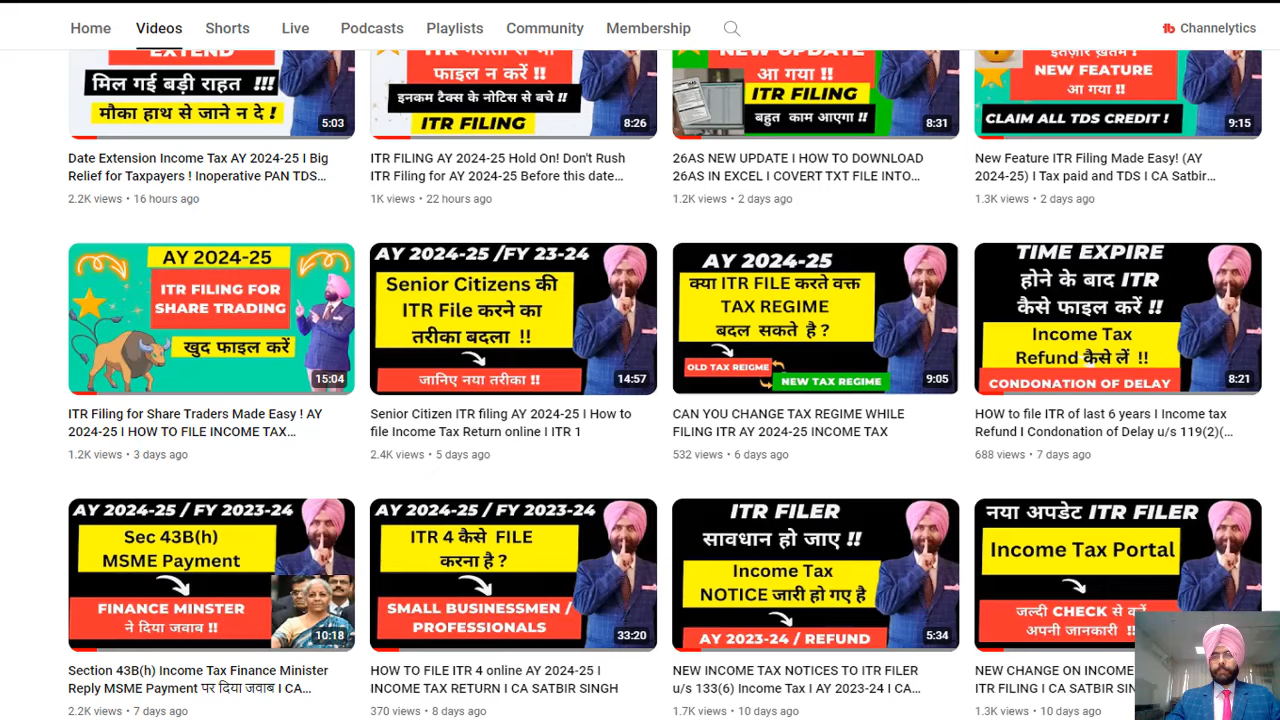 Home Videos Shorts Live Podcasts Playlists Community Membership Channelytics
EXTEND
मिल गई बड़ी राहत !!!
मौका हाथ से जाने न दे !
5:03
फाइल न करें !!
इनकम टैक्स के नोटिस से बचे !!
ITR FILING
8:26
NEW UPDATE
आ गया !!
ITR FILING
बहुत काम आएगा !!
8:31
इंतज़ार ख़तम !
NEW FEATURE
आ गया !!
CLAIM ALL TDS CREDIT !
9:15
Date Extension Income Tax AY 2024-25 I Big
Relief for Taxpayers ! Inoperative PAN TDS...
2.2K views • 16 hours ago
ITR FILING AY 2024-25 Hold On! Don't Rush
ITR Filing for AY 2024-25 Before this date...
1K views • 22 hours ago
26AS NEW UPDATE I HOW TO DOWNLOAD
26AS IN EXCEL I COVERT TXT FILE INTO...
1.2K views • 2 days ago
New Feature ITR Filing Made Easy! (AY
2024-25) I Tax paid and TDS I CA Satbir...
1.3K views • 2 days ago
AY 2024-25
ITR FILING FOR
SHARE TRADING
खुद फाइल करें
15:04
AY 2024-25 /FY 23-24
Senior Citizens की
ITR File करने का
तरीका बदला !!
जानिए नया तरीका !!
14:57
AY 2024-25
क्या ITR FILE करते वक्त
TAX REGIME
बदल सकते है ?
OLD TAX REIGME
NEW TAX REGIME
9:05
TIME EXPIRE
होने के बाद ITR
कैसे फाइल करें !!
Income Tax
Refund कैसे लें !!
CONDONATION OF DELAY
8:21
ITR Filing for Share Traders Made Easy ! AY
2024-25 I HOW TO FILE INCOME TAX...
1.2K views • 3 days ago
Senior Citizen ITR filing AY 2024-25 I How to
file Income Tax Return online I ITR 1
2.4K views • 5 days ago
CAN YOU CHANGE TAX REGIME WHILE
FILING ITR AY 2024-25 INCOME TAX
532 views • 6 days ago
HOW to file ITR of last 6 years I Income tax
Refund I Condonation of Delay u/s 119(2)(...
688 views • 7 days ago
AY 2024-25 / FY 2023-24
Sec 43B(h)
MSME Payment
FINANCE MINSTER
ने दिया जवाब !!
10:18
AY 2024-25 / FY 2023-24
ITR 4 कैसे FILE
करना है ?
SMALL BUSINESSMEN /
PROFESSIONALS
33:20
ITR FILER
सावधान हो जाए !!
Income Tax
NOTICE जारी हो गए है
AY 2023-24 / REFUND
5:34
नया अपडेट ITR FILER
Income Tax Portal
जल्दी CHECK से करें
अपनी जानकारी !!
Section 43B(h) Income Tax Finance Minister
Reply MSME Payment पर दिया जवाब I CA...
2.2K views • 7 days ago
HOW TO FILE ITR 4 online AY 2024-25 I
INCOME TAX RETURN I CA SATBIR SINGH
370 views • 8 days ago
NEW INCOME TAX NOTICES TO ITR FILER
u/s 133(6) Income Tax I AY 2023-24 I CA...
1.7K views • 10 days ago
NEW CHANGE ON INCOME
ITR FILING I CA SATBIR SIN
1.3K views • 10 days ago